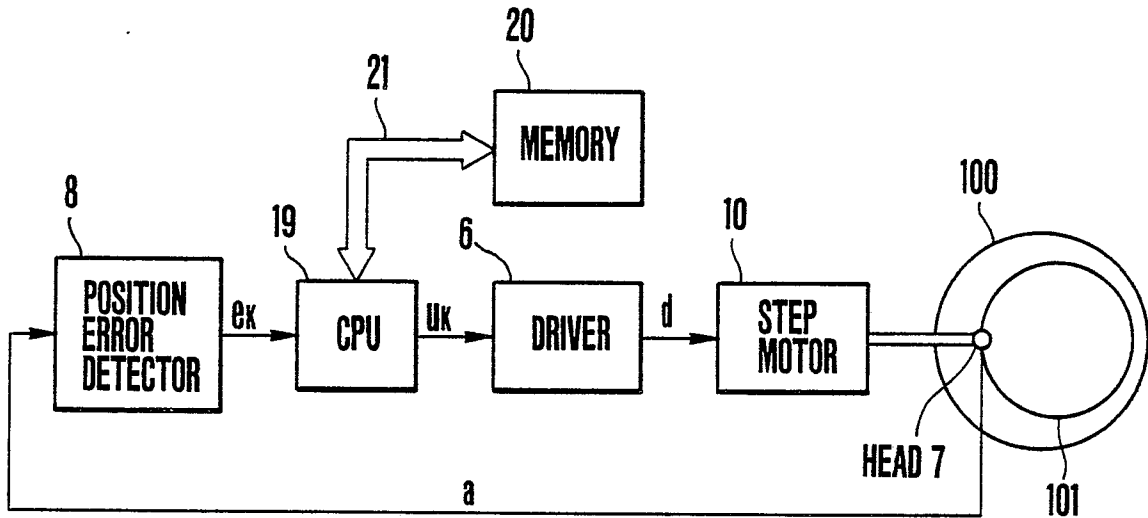 20
21
MEMORY
100
8
19
6
10
POSITION
ERROR
DETECTOR
eK
CPU
uK
DRIVER
d
STEP
MOTOR
HEAD 7
101
a